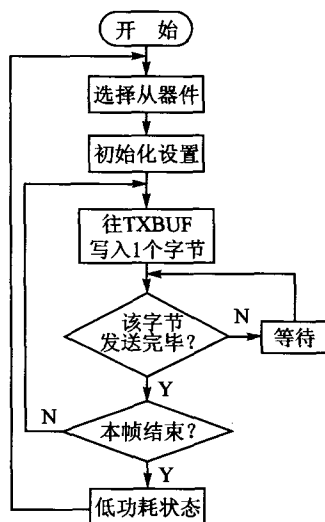 开 始
选择从器件
初始化设置
往TXBUF
写入1个字节
该字节
发送完毕?
N
等待
Y
N
本帧结束?
Y
低功耗状态